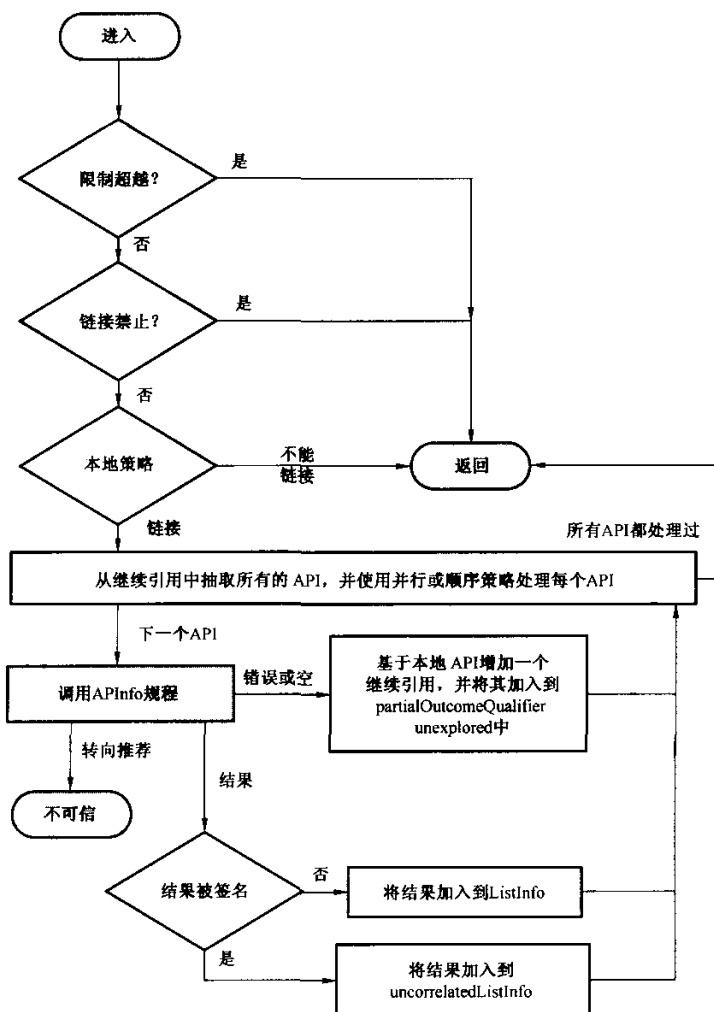 进入
限制超越?
是
否
链接禁止?
是
否
本地策略
不能
链接
返回
链接
所有API都处理过
从继续引用中抽取所有的 API，并使用并行或顺序策略处理每个API
下一个API
调用APInfo规程
错误或空
基于本地 API增加一个
继续引用，并将其加入到
partialOutcomeQualifier
unexplored中
转向推荐
结果
不可信
结果被签名
否
将结果加入到ListInfo
是
将结果加入到
uncorrelatedListInfo